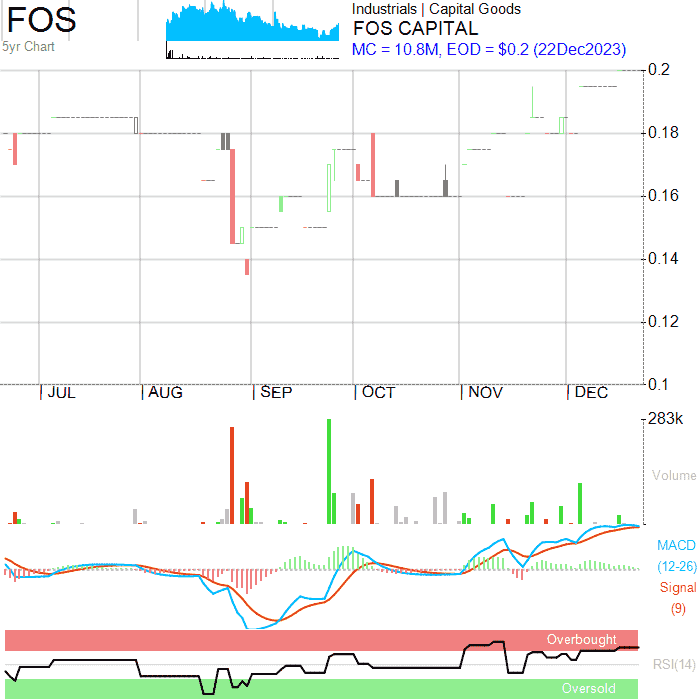 FOS
5yr Chart
Industrials | Capital Goods
FOS CAPITAL
MC = 10.8M, EOD = $0.2 (22Dec2023)
0.2
0.18
0.16
0.14
0.12
0.1
JUL AUG SEP OCT NOV DEC
283k
Volume
MACD
(12-26)
Signal
(9)
Overbought
RSI(14)
Oversold